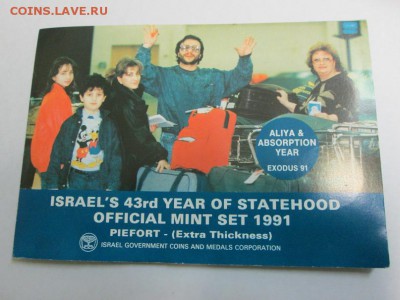 COINS.LAVE.RU
ALIYA &
ABSORPTION
YEAR
EXODUS 91
ISRAEL'S 43rd YEAR OF STATEHOOD
OFFICIAL MINT SET 1991
PIEFORT - (Extra Thickness)
ISRAEL GOVERNMENT COINS AND MEDALS CORPORATION